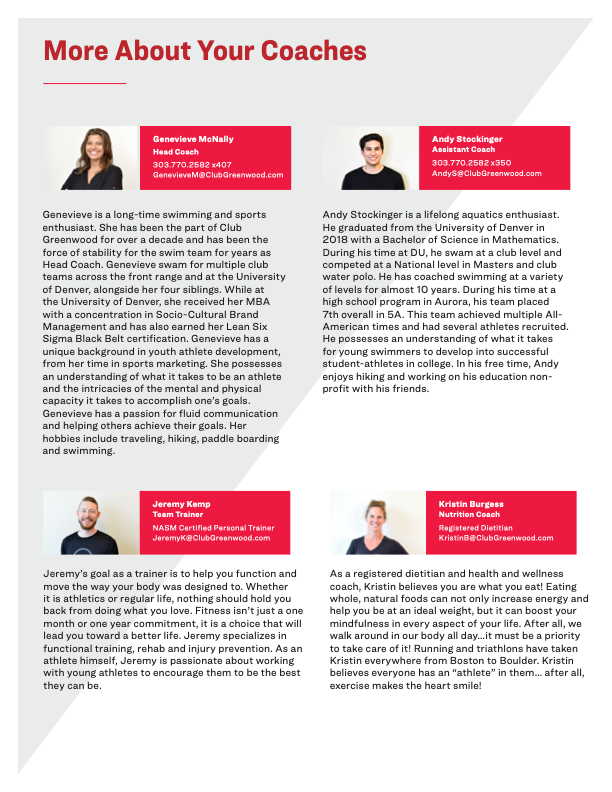 More About Your Coaches
Genevieve McNally
Head Coach
303.770.2582 x407
GenevieveM@ClubGreenwood.com
Genevieve is a long-time swimming and sports
enthusiast. She has been the part of Club
Greenwood for over a decade and has been the
force of stability for the swim team for years as
Head Coach. Genevieve swam for multiple club
teams across the front range and at the University
of Denver, alongside her four siblings. While at
the University of Denver, she received her MBA
with a concentration in Socio-Cultural Brand
Management and has also earned her Lean Six
Sigma Black Belt certification. Genevieve has a
unique background in youth athlete development,
from her time in sports marketing. She possesses
an understanding of what it takes to be an athlete
and the intricacies of the mental and physical
capacity it takes to accomplish one's goals.
Genevieve has a passion for fluid communication
and helping others achieve their goals. Her
hobbies include traveling, hiking, paddle boarding
and swimming.
Andy Stockinger
Assistant Coach
303.770.2582 x350
AndyS@ClubGreenwood.com
Andy Stockinger is a lifelong aquatics enthusiast.
He graduated from the University of Denver in
2018 with a Bachelor of Science in Mathematics.
During his time at DU, he swam at a club level and
competed at a National level in Masters and club
water polo. He has coached swimming at a variety
of levels for almost 10 years. During his time at a
high school program in Aurora, his team placed
7th overall in 5A. This team achieved multiple All-
American times and had several athletes recruited.
He possesses an understanding of what it takes
for young swimmers to develop into successful
student-athletes in college. In his free time, Andy
enjoys hiking and working on his education non-
profit with his friends.
Jeremy Kemp
Team Trainer
NASM Certified Personal Trainer
JeremyK@ClubGreenwood.com
Jeremy's goal as a trainer is to help you function and
move the way your body was designed to. Whether
it is athletics or regular life, nothing should hold you
back from doing what you love. Fitness isn't just a one
month or one year commitment, it is a choice that will
lead you toward a better life. Jeremy specializes in
functional training, rehab and injury prevention. As an
athlete himself, Jeremy is passionate about working
with young athletes to encourage them to be the best
they can be.
Kristin Burgess
Nutrition Coach
Registered Dietitian
KristinB@ClubGreenwood.com
As a registered dietitian and health and wellness
coach, Kristin believes you are what you eat! Eating
whole, natural foods can not only increase energy and
help you be at an ideal weight, but it can boost your
mindfulness in every aspect of your life. After all, we
walk around in our body all day...it must be a priority
to take care of it! Running and triathlons have taken
Kristin everywhere from Boston to Boulder. Kristin
believes everyone has an “athlete” in them... after all,
exercise makes the heart smile!